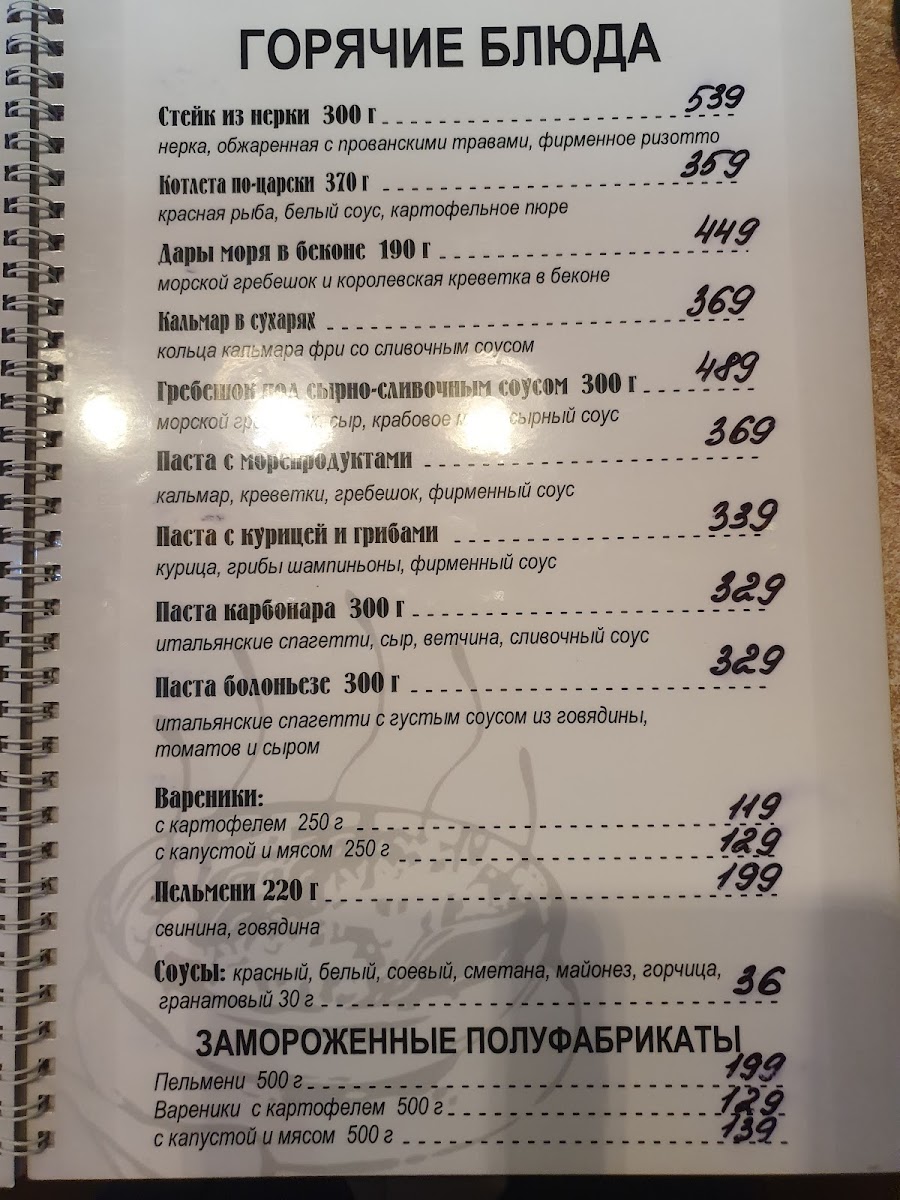 ГОРЯЧИЕ БЛЮДА
Стейк из нерки 300 г 539
нерка, обжаренная с прованскими травами, фирменное ризотто
Котлета по-царски 370 г 359
красная рыба, белый соус, картофельное пюре
Дары моря в беконе 190 г 449
морской гребешок и королевская креветка в беконе
Кальмар в сухарях 369
кольца кальмара фри со сливочным соусом
Гребешок под сырно-сливочным соусом 300 г 489
морской сыр, крабовое сырный соус
Паста с морепродуктами 369
кальмар, креветки, гребешок, фирменный соус
Паста с курицей и грибами 339
курица, грибы шампиньоны, фирменный соус
Паста карбонара 300 г 329
итальянские спагетти, сыр, ветчина, сливочный соус
Паста болоньезе 300 г 329
итальянские спагетти с густым соусом из говядины,
томатов и сыром
Вареники:
с картофелем 250 г 119
с капустой и мясом 250 г 129
Пельмени 220 г 199
свинина, говядина
Соусы: красный, белый, соевый, сметана, майонез, горчица,
гранатовый 30 г 36
ЗАМОРОЖЕННЫЕ ПОЛУФАБРИКАТЫ
Пельмени 500 г 199
Вареники с картофелем 500 г 129
с капустой и мясом 500 г 139